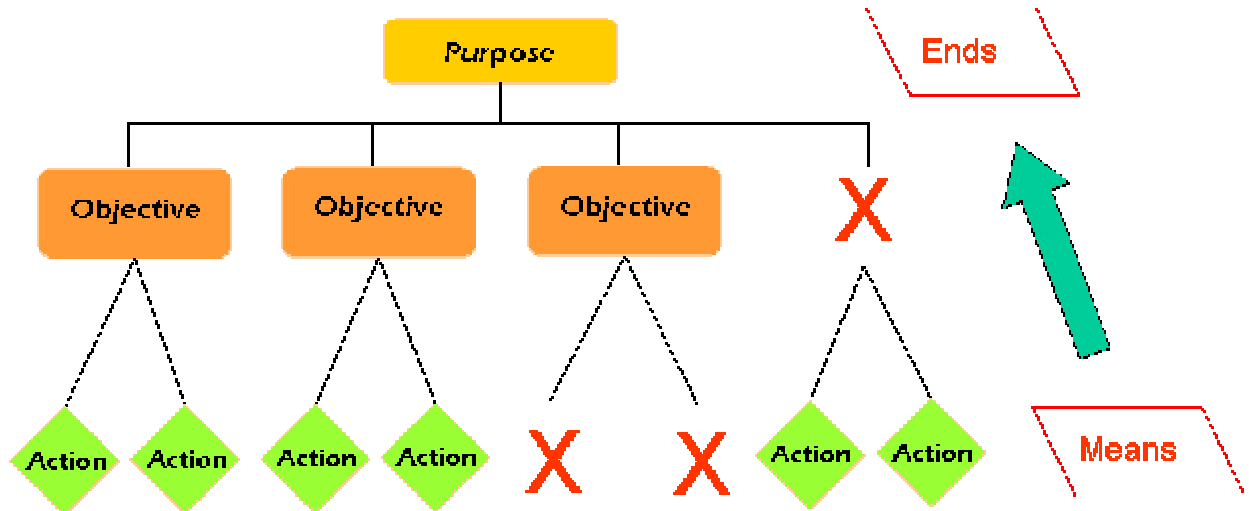 Purpose
Ends
Objective
Objective
Objective
X
Action
Action
Action
Action
X
X
Action
Action
Means